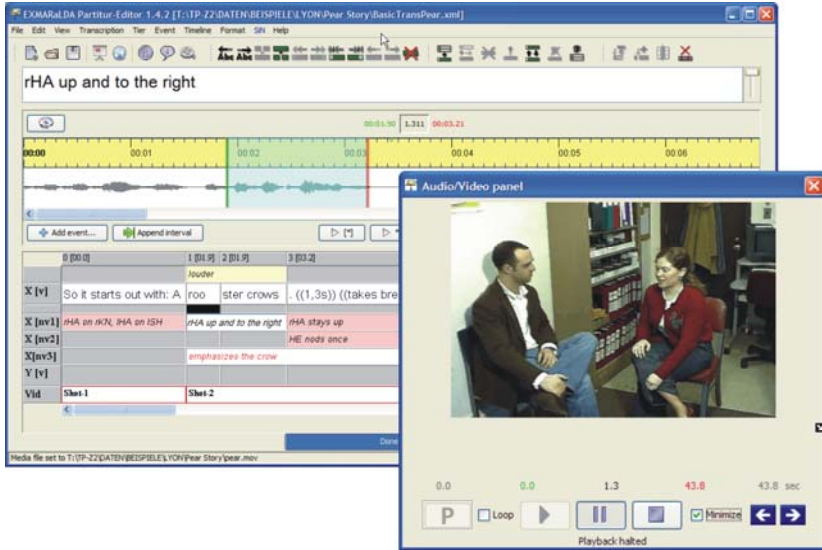 EXMARaLDA Partitur-Editor 1.4.2 [T:\TP-Z2\DATEN\BEISPIELE\LYON\Pear Story\BasicTransPear.xml]
File Edit View Transcription Tier Event Timeline Format SIN Help
rHA up and to the right
00:01.90 1.311 00:03.21
00:00 00:01 00:02 00:03 00:04 00:05 00:06
Add event... Append interval
0 [00.0] 1 [01.9] 2 [01.9] 3 [03.2]
louder
X [v] So it starts out with: A roo ster crows . ((1,3s)) ((takes bre
X [nv1] rHA on rKN, lHA on lSH rHA up and to the right rHA stays up
X [nv2] HE nods once
X[nv3] emphasizes the crow
Y [v]
Vid Shot-1 Shot-2
Done
Media file set to T:\TP-Z2\DATEN\BEISPIELE\LYON\Pear Story\pear.mov
Audio/Video panel
0.0 0.0 1.3 43.8 43.8 sec
P Loop Minimize
Playback halted